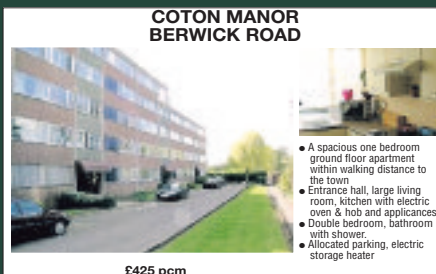 COTON MANOR
BERWICK ROAD
• A spacious one bedroom
ground floor apartment
within walking distance to
the town
• Entrance hall, large living
room, kitchen with electric
oven & hob and applicances
• Double bedroom, bathroom
with shower.
• Allocated parking, electric
storage heater
£425 pcm